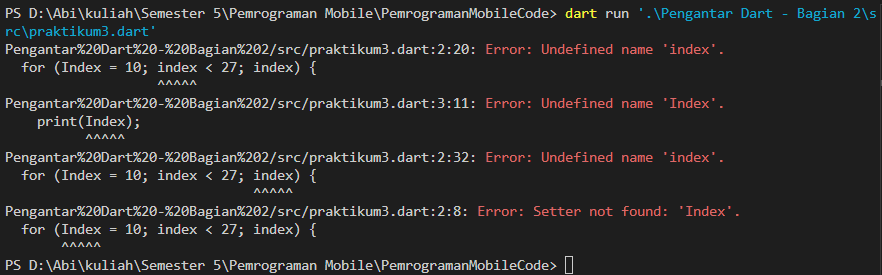 PS D:\Abi\kuliah\Semester 5\Pemrograman Mobile\PemrogramanMobileCode> dart run '.\Pengantar Dart - Bagian 2\s
rc\praktikum3.dart'
Pengantar%20Dart%20-%20Bagian%202/src/praktikum3.dart:2:20: Error: Undefined name 'index'.
  for (Index = 10; index < 27; index) {
                   ^^^^^
Pengantar%20Dart%20-%20Bagian%202/src/praktikum3.dart:3:11: Error: Undefined name 'Index'.
    print(Index);
          ^^^^^
Pengantar%20Dart%20-%20Bagian%202/src/praktikum3.dart:2:32: Error: Undefined name 'index'.
  for (Index = 10; index < 27; index) {
                               ^^^^^
Pengantar%20Dart%20-%20Bagian%202/src/praktikum3.dart:2:8: Error: Setter not found: 'Index'.
  for (Index = 10; index < 27; index) {
       ^^^^^
PS D:\Abi\kuliah\Semester 5\Pemrograman Mobile\PemrogramanMobileCode>